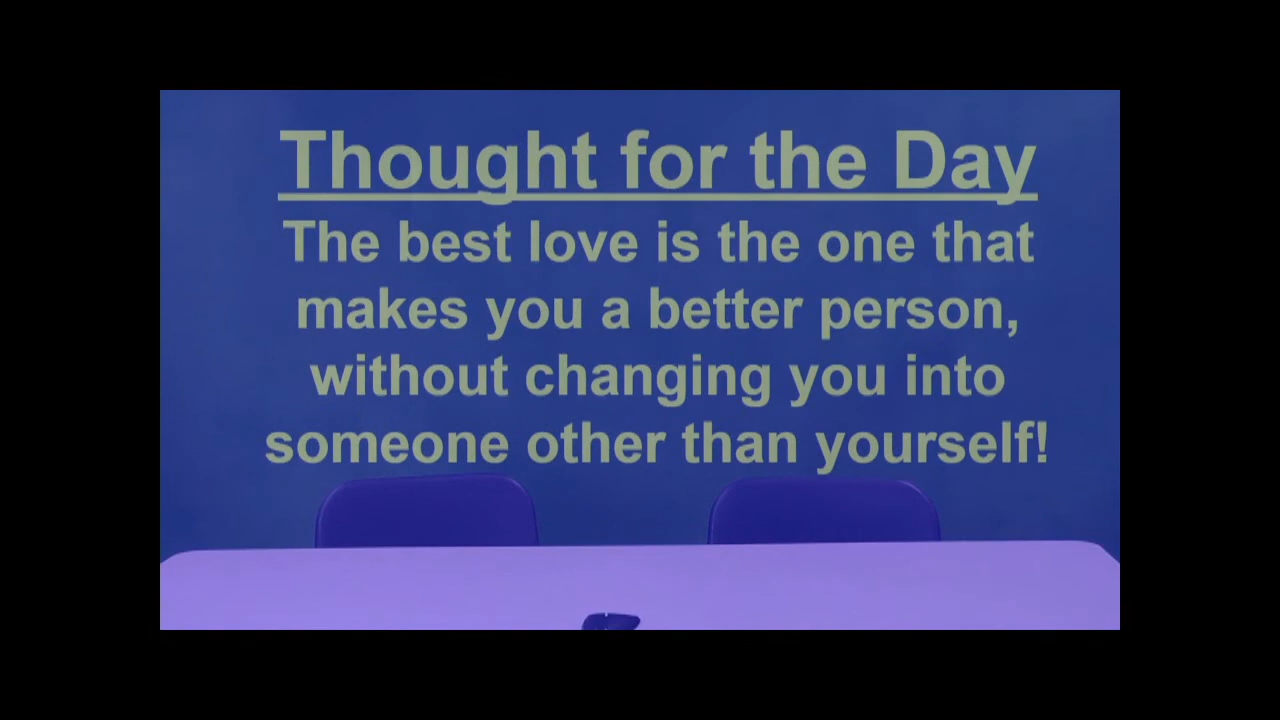 Thought for the Day
The best love is the one that
makes you a better person,
without changing you into
someone other than yourself!